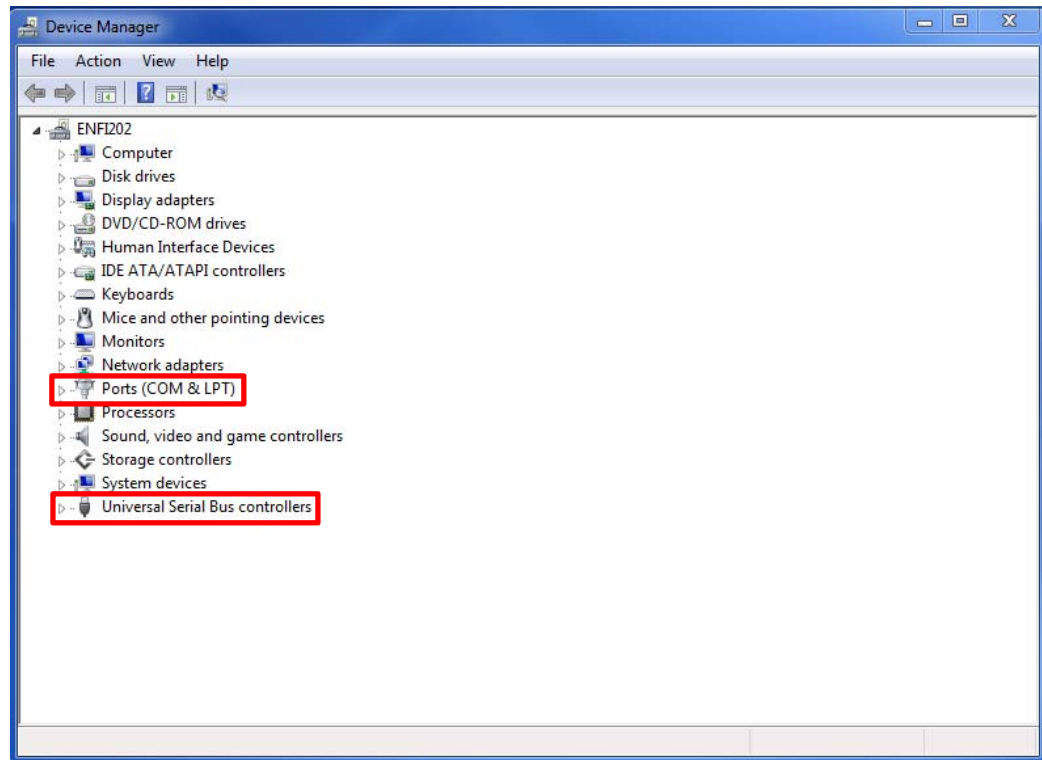 Device Manager
File Action View Help
ENFI202
Computer
Disk drives
Display adapters
DVD/CD-ROM drives
Human Interface Devices
IDE ATA/ATAPI controllers
Keyboards
Mice and other pointing devices
Monitors
Network adapters
Ports (COM & LPT)
Processors
Sound, video and game controllers
Storage controllers
System devices
Universal Serial Bus controllers